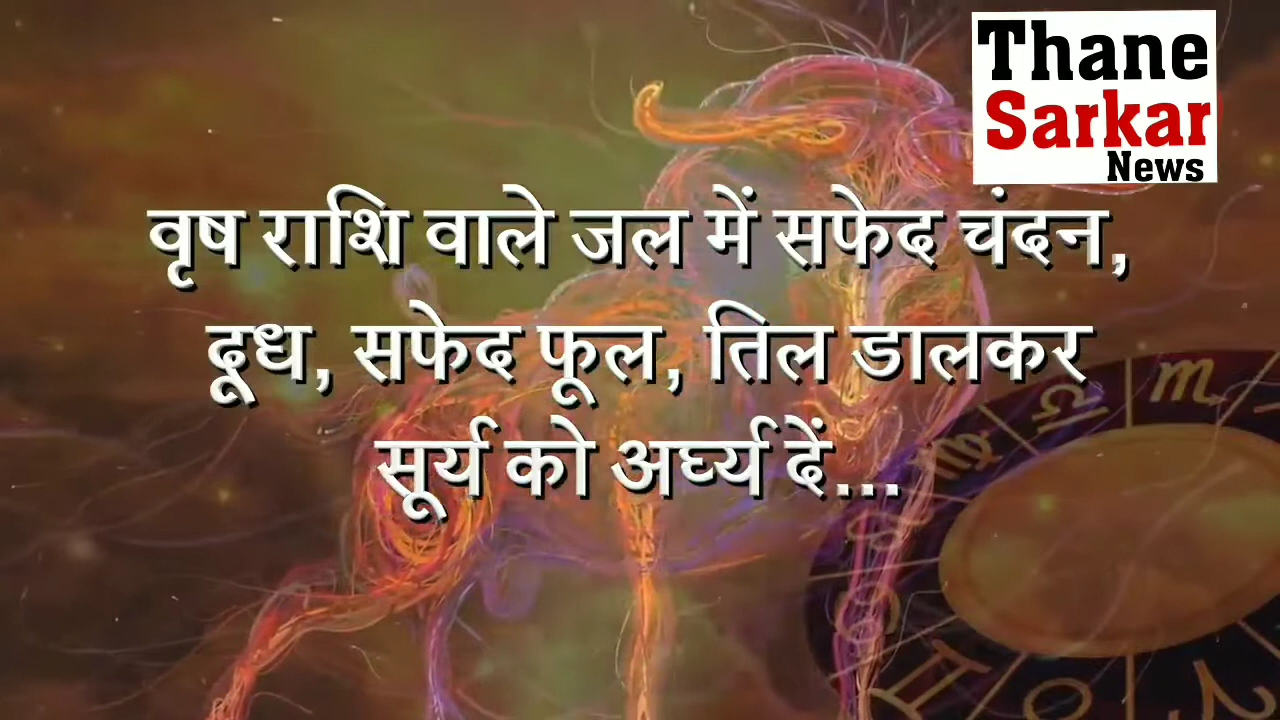 Thane
Sarkar
News
वृष राशि वाले जल में सफेद चंदन,
दूध, सफेद फूल, तिल डालकर
सूर्य को अर्घ्य दें...